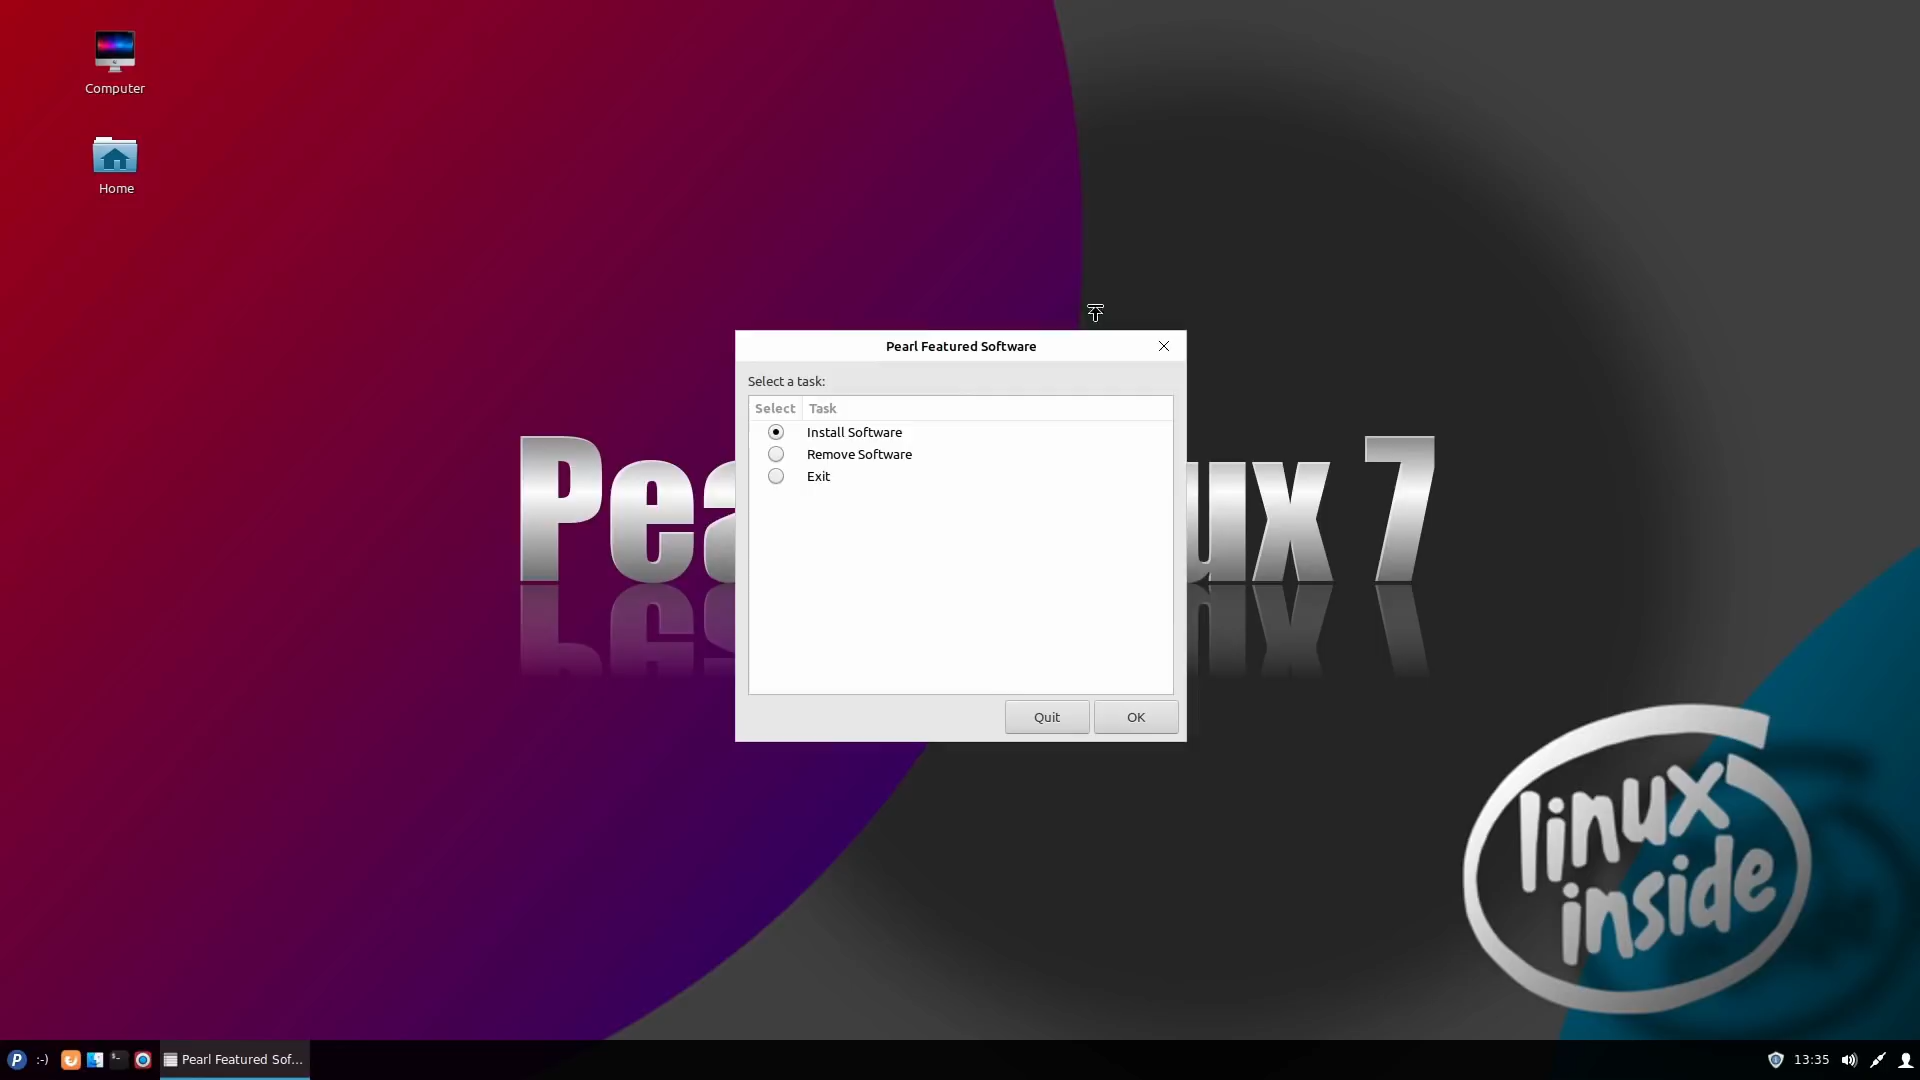 Computer
Home
Pearl Featured Software
Select a task:
Select Task
Install Software
Remove Software
Exit
Quit OK
Pea ux 7
linux
inside
:-) Pearl Featured Sof... 13:35